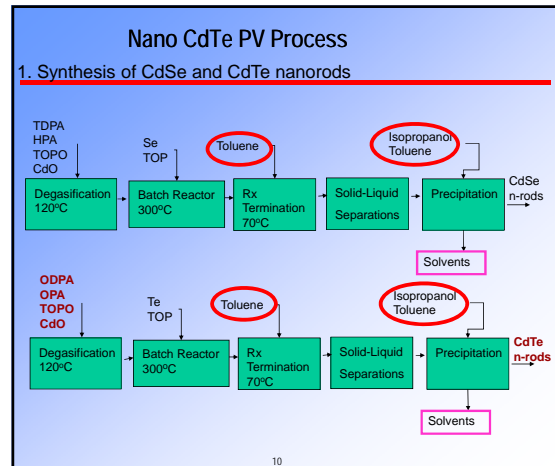 Nano CdTe PV Process
1. Synthesis of CdSe and CdTe nanorods
TDPA
HPA
TOPO
CdO
Se
TOP
Toluene
Isopropanol
Toluene
Degasification
120ºC
Batch Reactor
300ºC
Rx
Termination
70ºC
Solid-Liquid
Separations
Precipitation
CdSe
n-rods
Solvents
ODPA
OPA
TOPO
CdO
Te
TOP
Toluene
Isopropanol
Toluene
Degasification
120ºC
Batch Reactor
300ºC
Rx
Termination
70ºC
Solid-Liquid
Separations
Precipitation
CdTe
n-rods
Solvents
10